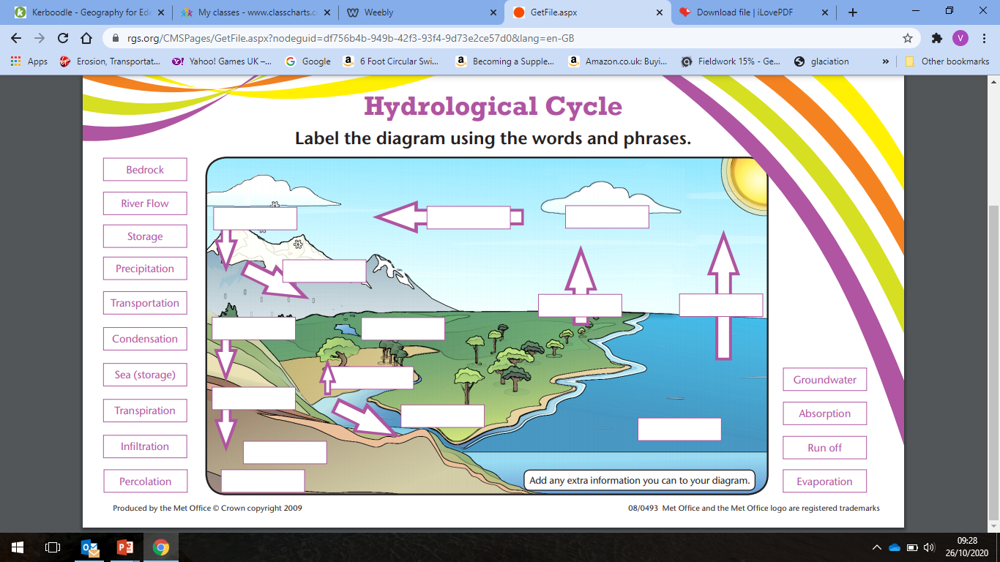 Kerboodle - Geography for Ede
My classes - www.classcharts.c
Weebly
GetFile.aspx
Download file | iLovePDF
rgs.org/CMSPages/GetFile.aspx?nodeguid=df756b4b-949b-42f3-93f4-9d73e2ce57d0&lang=en-GB
V
Apps
Erosion, Transportat...
Yahoo! Games UK –...
Google
6 Foot Circular Swi...
Becoming a Supple...
Amazon.co.uk: Buyi...
Fieldwork 15% - Ge...
glaciation
»
Other bookmarks
Hydrological Cycle
Label the diagram using the words and phrases.
Bedrock
River Flow
Storage
Precipitation
Transportation
Condensation
Sea (storage)
Transpiration
Infiltration
Percolation
Groundwater
Absorption
Run off
Evaporation
Add any extra information you can to your diagram.
Produced by the Met Office © Crown copyright 2009
08/0493 Met Office and the Met Office logo are registered trademarks
09:28
26/10/2020